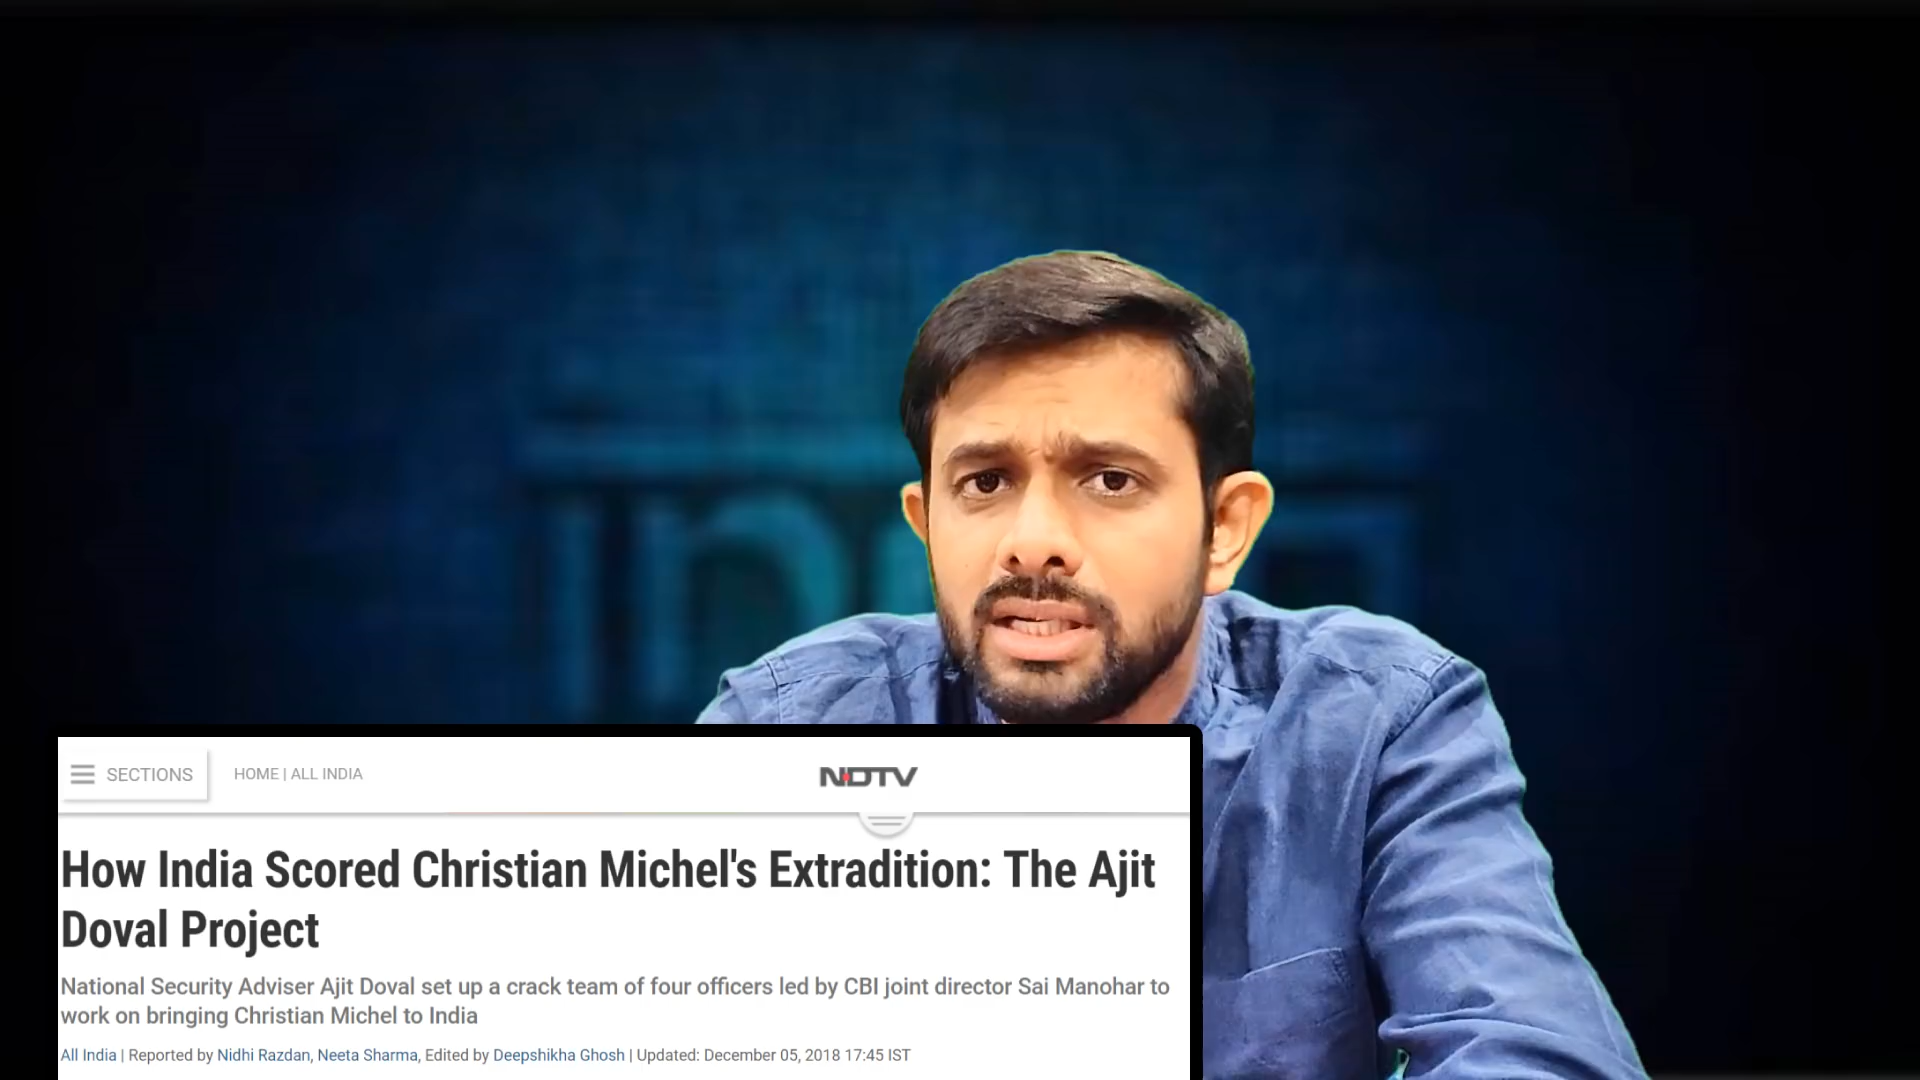 SECTIONS
HOME | ALL INDIA
NDTV
How India Scored Christian Michel's Extradition: The Ajit
Doval Project
National Security Adviser Ajit Doval set up a crack team of four officers led by CBI joint director Sai Manohar to
work on bringing Christian Michel to India
All India | Reported by Nidhi Razdan, Neeta Sharma, Edited by Deepshikha Ghosh | Updated: December 05, 2018 17:45 IST